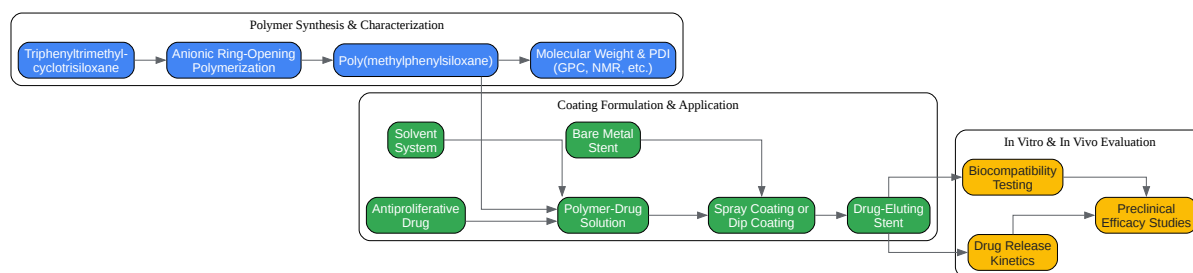 Polymer Synthesis & Characterization
Triphenyltrimethyl-
cyclotrisiloxane
Anionic Ring-Opening
Polymerization
Poly(methylphenylsiloxane)
Molecular Weight & PDI
(GPC, NMR, etc.)
Coating Formulation & Application
Solvent
System
Bare Metal
Stent
Antiproliferative
Drug
Polymer-Drug
Solution
Spray Coating or
Dip Coating
Drug-Eluting
Stent
In Vitro & In Vivo Evaluation
Biocompatibility
Testing
Preclinical
Efficacy Studies
Drug Release
Kinetics